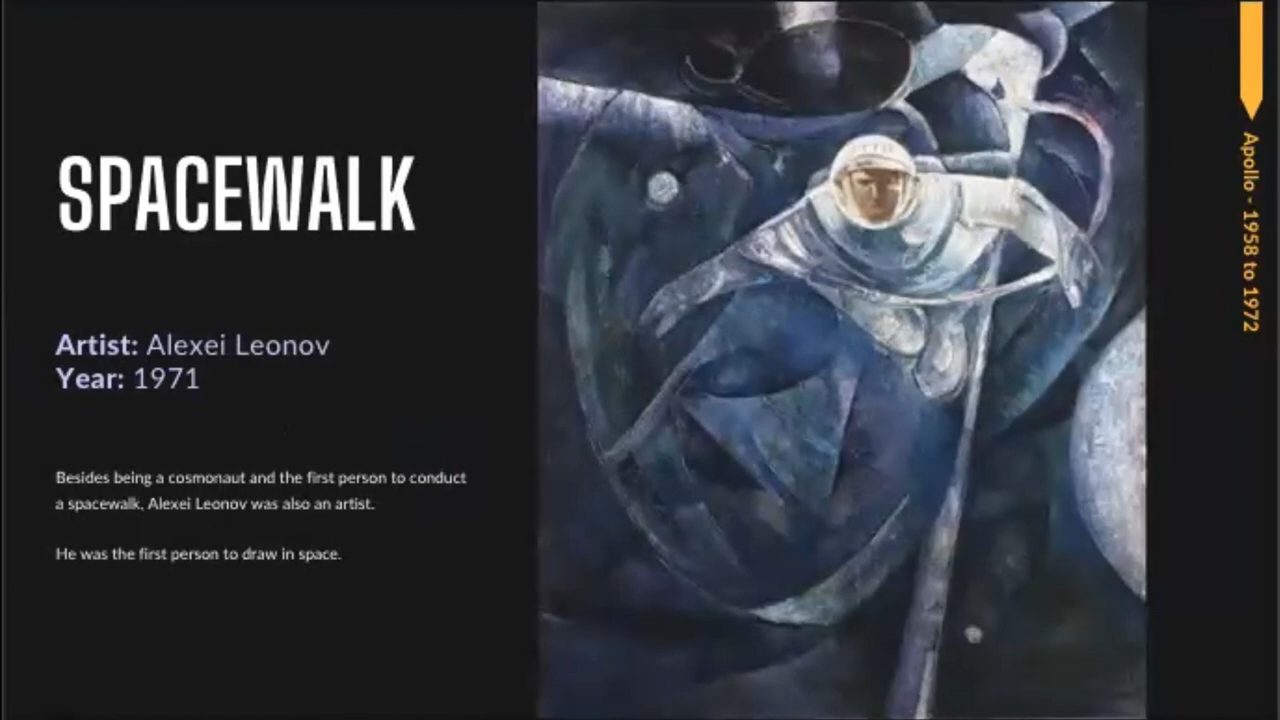 SPACEWALK
Artist: Alexei Leonov
Year: 1971
Besides being a cosmonaut and the first person to conduct
a spacewalk, Alexei Leonov was also an artist.
He was the first person to draw in space.
Apollo - 1958 to 1972